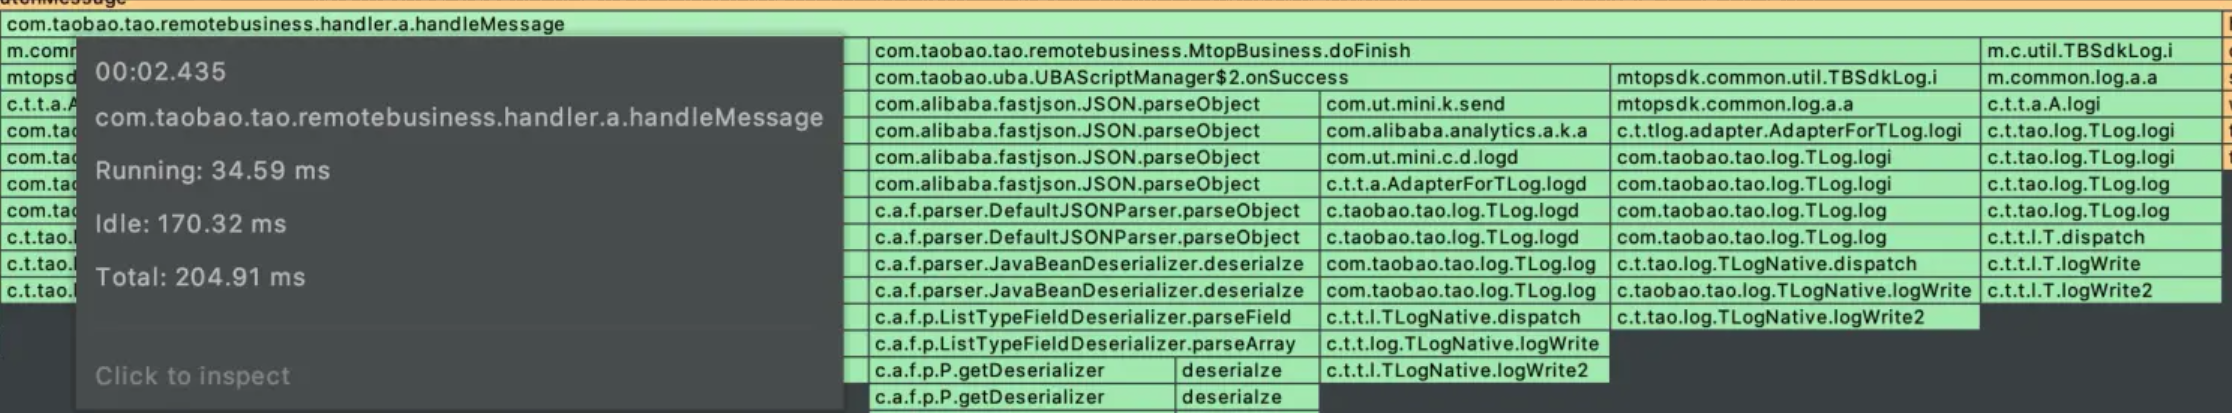 com.taobao.tao.remotebusiness.handler.a.handleMessage
m.comm com.taobao.tao.remotebusiness.MtopBusiness.doFinish m.c.util.TBSdkLog.i
mtopsd com.taobao.uba.UBAScriptManager$2.onSuccess mtopsdk.common.util.TBSdkLog.i m.common.log.a.a
c.t.t.a.A com.alibaba.fastjson.JSON.parseObject com.ut.mini.k.send mtopsdk.common.log.a.a c.t.t.a.A.logi
com.tao com.alibaba.fastjson.JSON.parseObject com.alibaba.analytics.a.k.a c.t.tlog.adapter.AdapterForTLog.logi c.t.tao.log.TLog.logi
com.tao com.alibaba.fastjson.JSON.parseObject com.ut.mini.c.d.logd com.taobao.tao.log.TLog.logi c.t.tao.log.TLog.logi
com.tao com.alibaba.fastjson.JSON.parseObject c.t.t.a.AdapterForTLog.logd com.taobao.tao.log.TLog.logi c.t.tao.log.TLog.log
com.tao c.a.f.parser.DefaultJSONParser.parseObject c.taobao.tao.log.TLog.logd com.taobao.tao.log.TLog.log c.t.tao.log.TLog.log
c.t.tao.l c.a.f.parser.DefaultJSONParser.parseObject c.taobao.tao.log.TLog.logd com.taobao.tao.log.TLog.log c.t.t.l.T.dispatch
c.t.tao.l c.a.f.parser.JavaBeanDeserializer.deserialze com.taobao.tao.log.TLog.log c.t.tao.log.TLogNative.dispatch c.t.t.l.T.logWrite
c.t.tao.l c.a.f.parser.JavaBeanDeserializer.deserialze com.taobao.tao.log.TLog.log c.taobao.tao.log.TLogNative.logWrite c.t.t.l.T.logWrite2
c.a.f.p.ListTypeFieldDeserializer.parseField c.t.t.l.TLogNative.dispatch c.t.tao.log.TLogNative.logWrite2
c.a.f.p.ListTypeFieldDeserializer.parseArray c.t.t.log.TLogNative.logWrite
c.a.f.p.P.getDeserializer deserialze c.t.t.l.TLogNative.logWrite2
c.a.f.p.P.getDeserializer deserialze
00:02.435
com.taobao.tao.remotebusiness.handler.a.handleMessage
Running: 34.59 ms
Idle: 170.32 ms
Total: 204.91 ms
Click to inspect